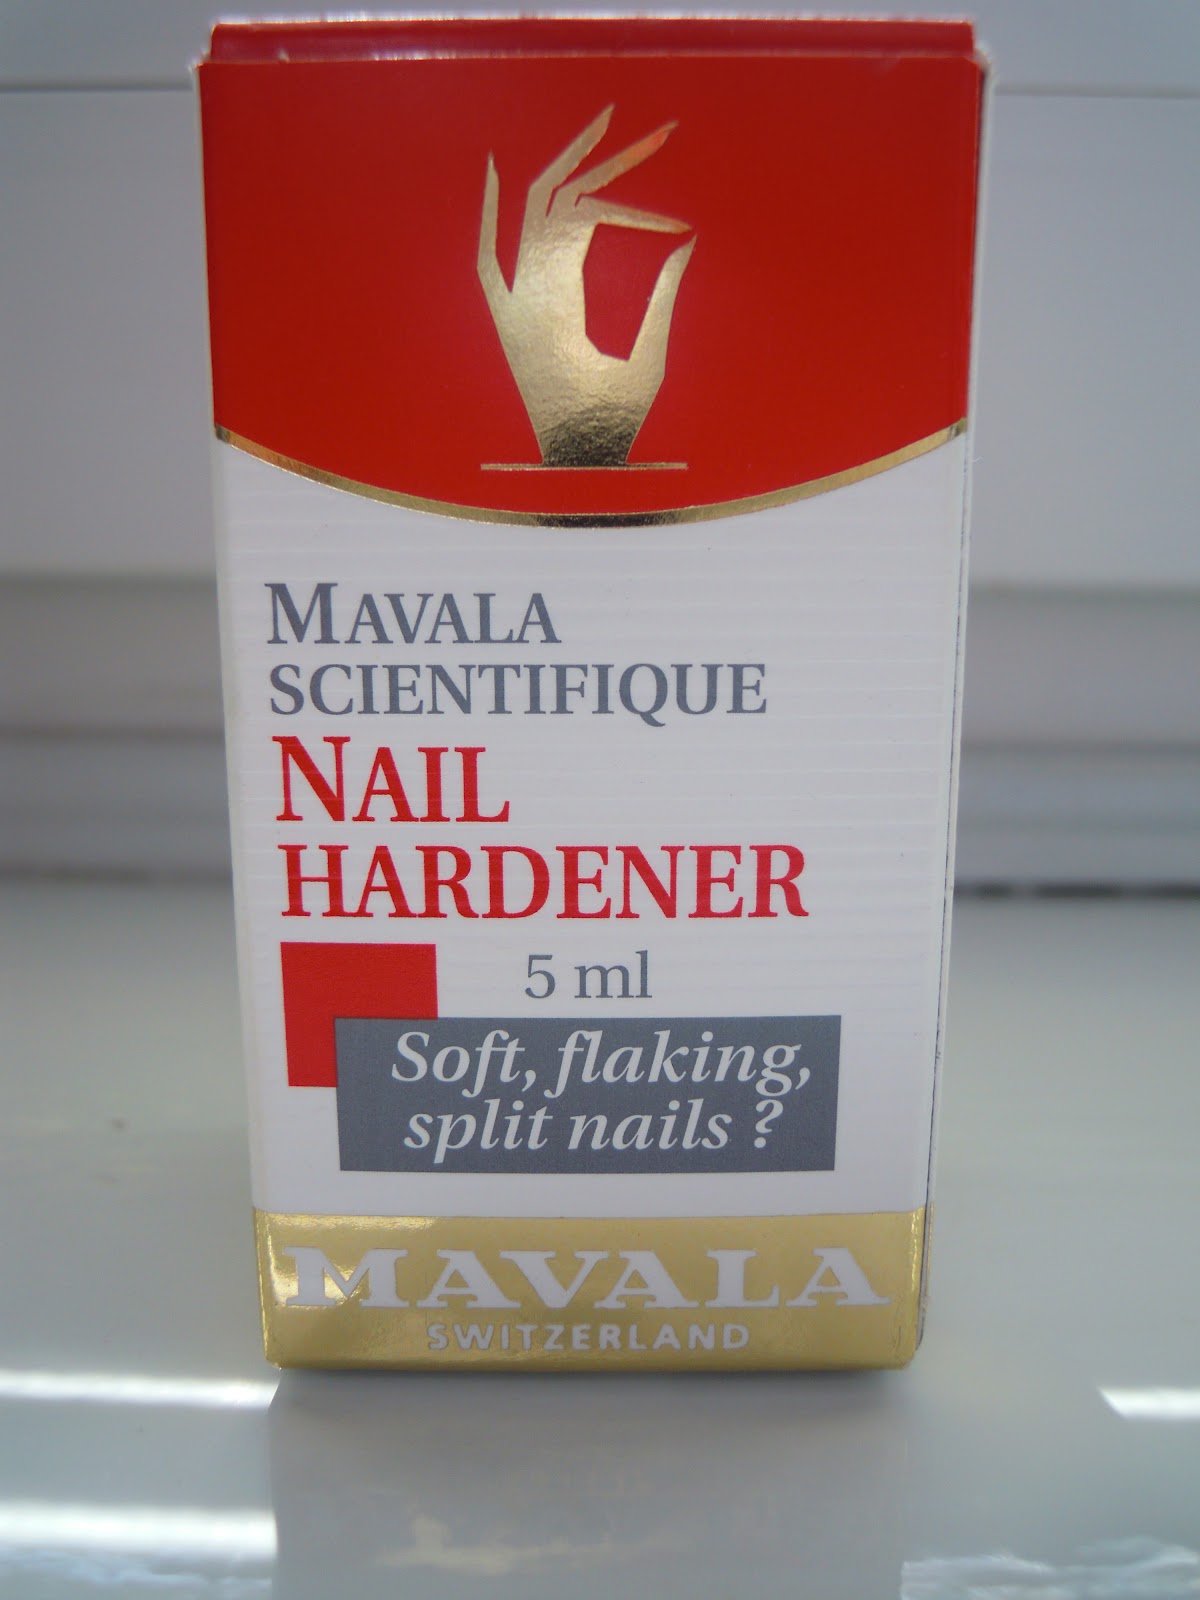 MAVALA
SCIENTIFIQUE
NAIL
HARDENER
5 ml
Soft, flaking,
split nails ?
MAVALA
SWITZERLAND